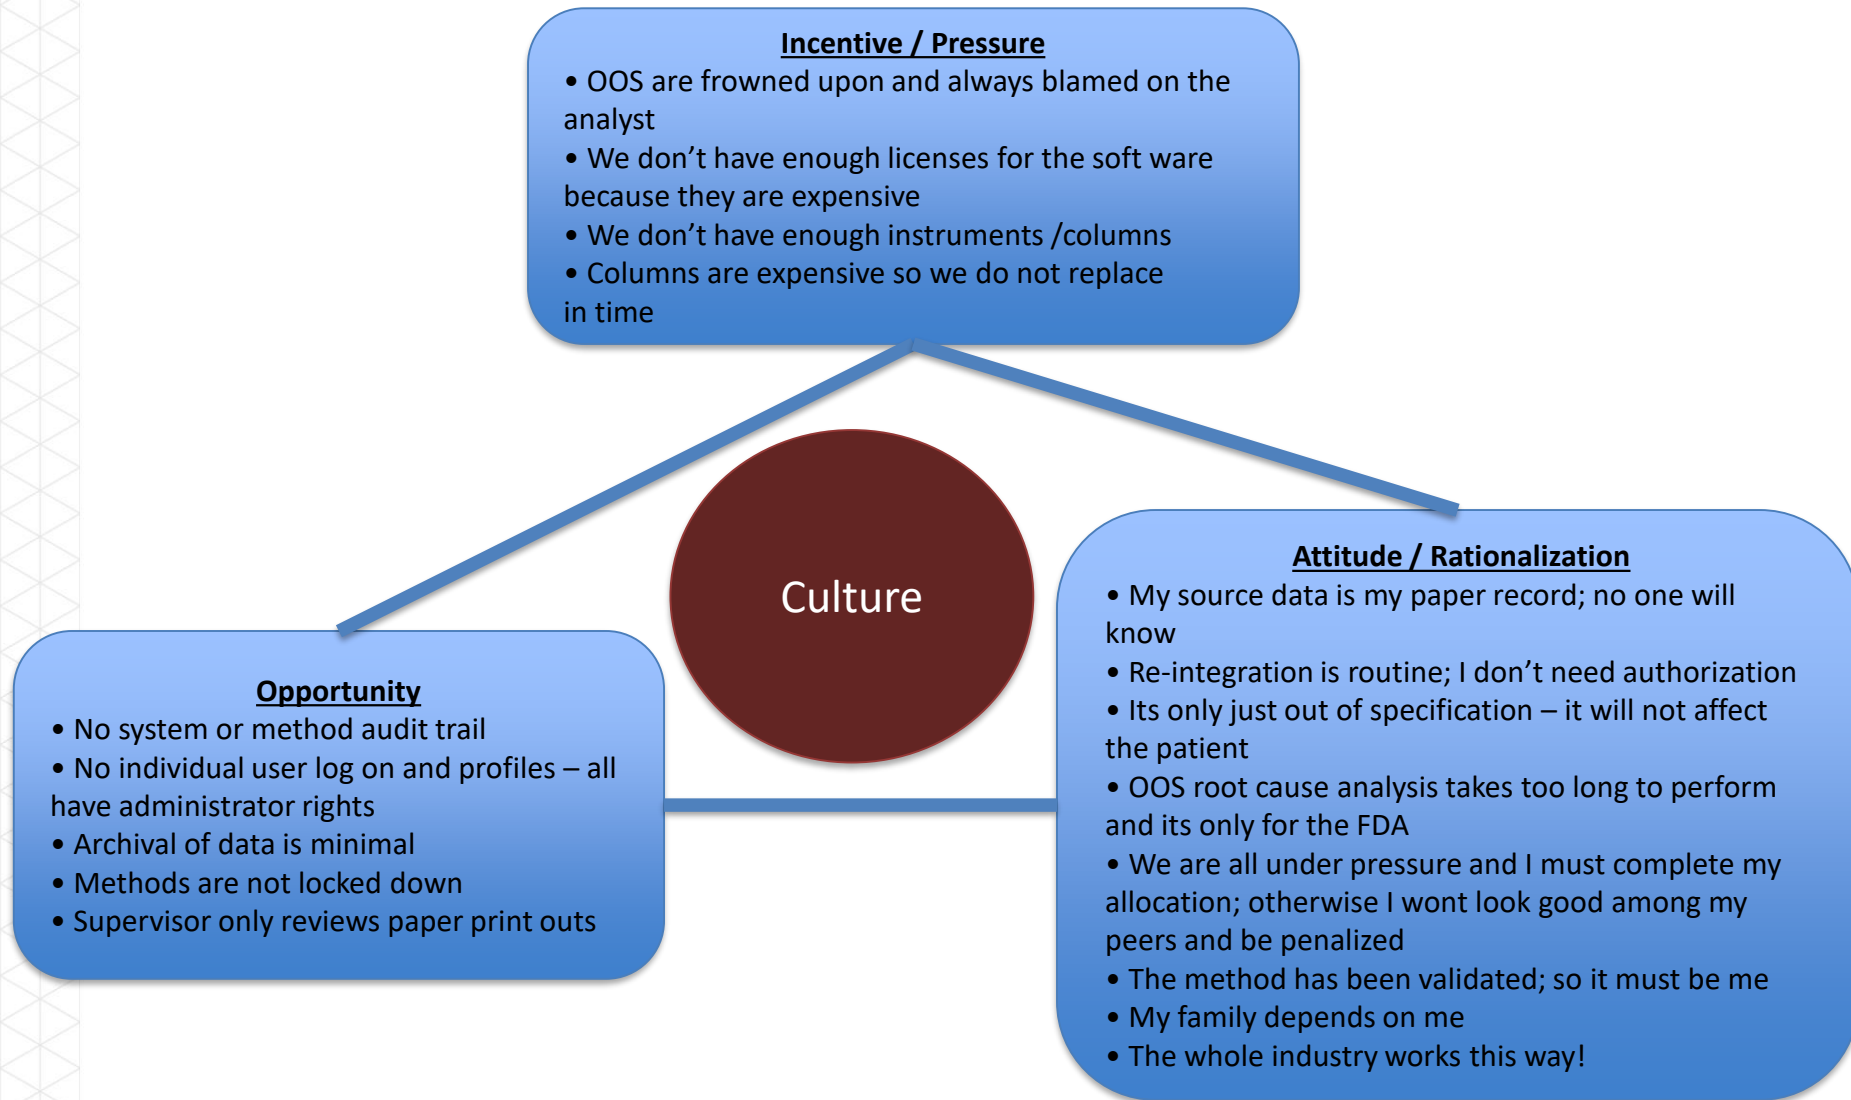 Incentive / Pressure
• OOS are frowned upon and always blamed on the
analyst
• We don’t have enough licenses for the soft ware
because they are expensive
• We don’t have enough instruments /columns
• Columns are expensive so we do not replace
in time
Culture
Opportunity
• No system or method audit trail
• No individual user log on and profiles – all
have administrator rights
• Archival of data is minimal
• Methods are not locked down
• Supervisor only reviews paper print outs
Attitude / Rationalization
• My source data is my paper record; no one will
know
• Re-integration is routine; I don’t need authorization
• Its only just out of specification – it will not affect
the patient
• OOS root cause analysis takes too long to perform
and its only for the FDA
• We are all under pressure and I must complete my
allocation; otherwise I wont look good among my
peers and be penalized
• The method has been validated; so it must be me
• My family depends on me
• The whole industry works this way!